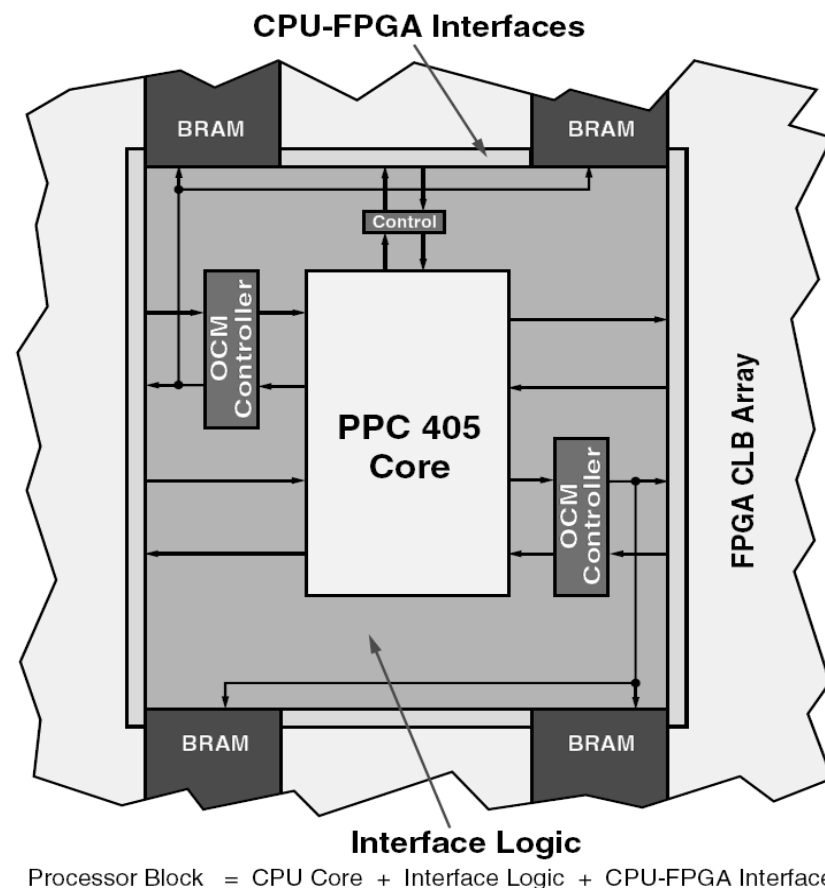 CPU-FPGA Interfaces
BRAM
BRAM
Control
OCM
Controller
PPC 405
Core
OCM
Controller
FPGA CLB Array
BRAM
BRAM
Interface Logic
Processor Block = CPU Core + Interface Logic + CPU-FPGA Interface